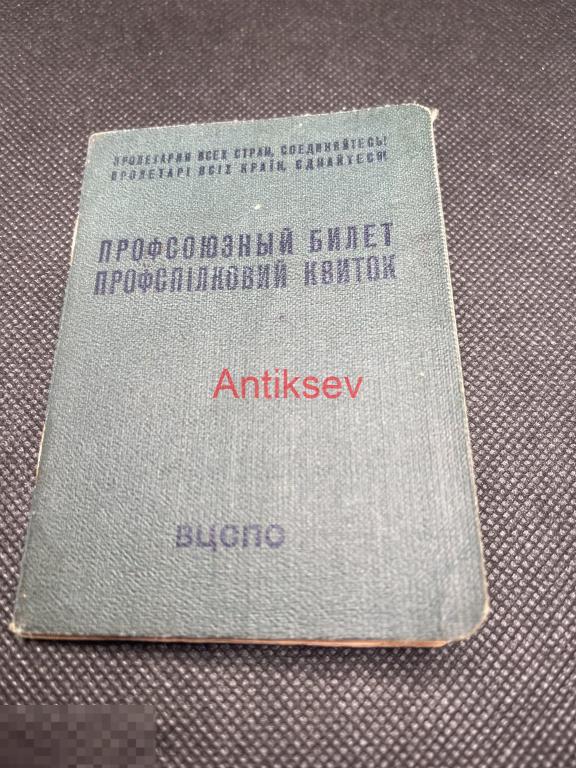 ПРОЛЕТАРИИ ВСЕХ СТРАН, СОЕДИНЯЙТЕСЬ!
ПРОЛЕТАРІ ВСІХ КРАЇН, ЄДНАЙТЕСЯ!
ПРОФСОЮЗНЫЙ БИЛЕТ
ПРОФСПІЛКОВИЙ КВИТОК
Antiksev
ВЦСПС